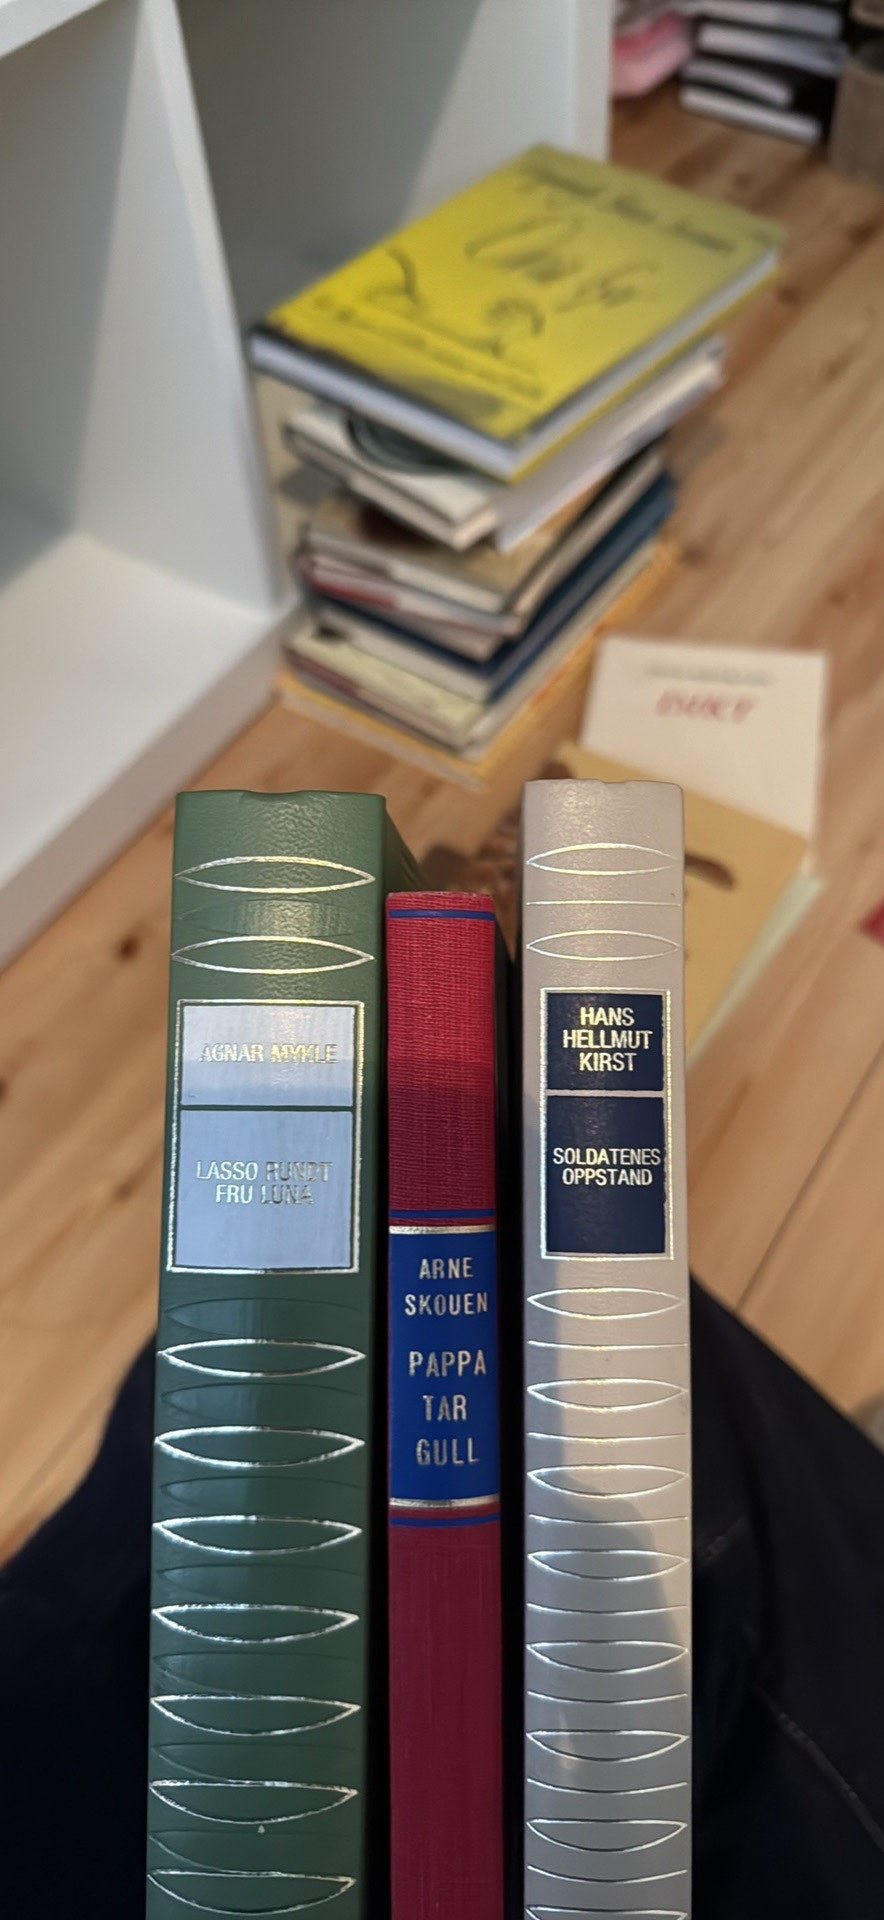 AGNAR MYKLE
LASSO RUNDT
FRU LUNA
ARNE
SKOUEN
PAPPA
TAR
GULL
HANS
HELLMUT
KIRST
SOLDATENES
OPPSTAND